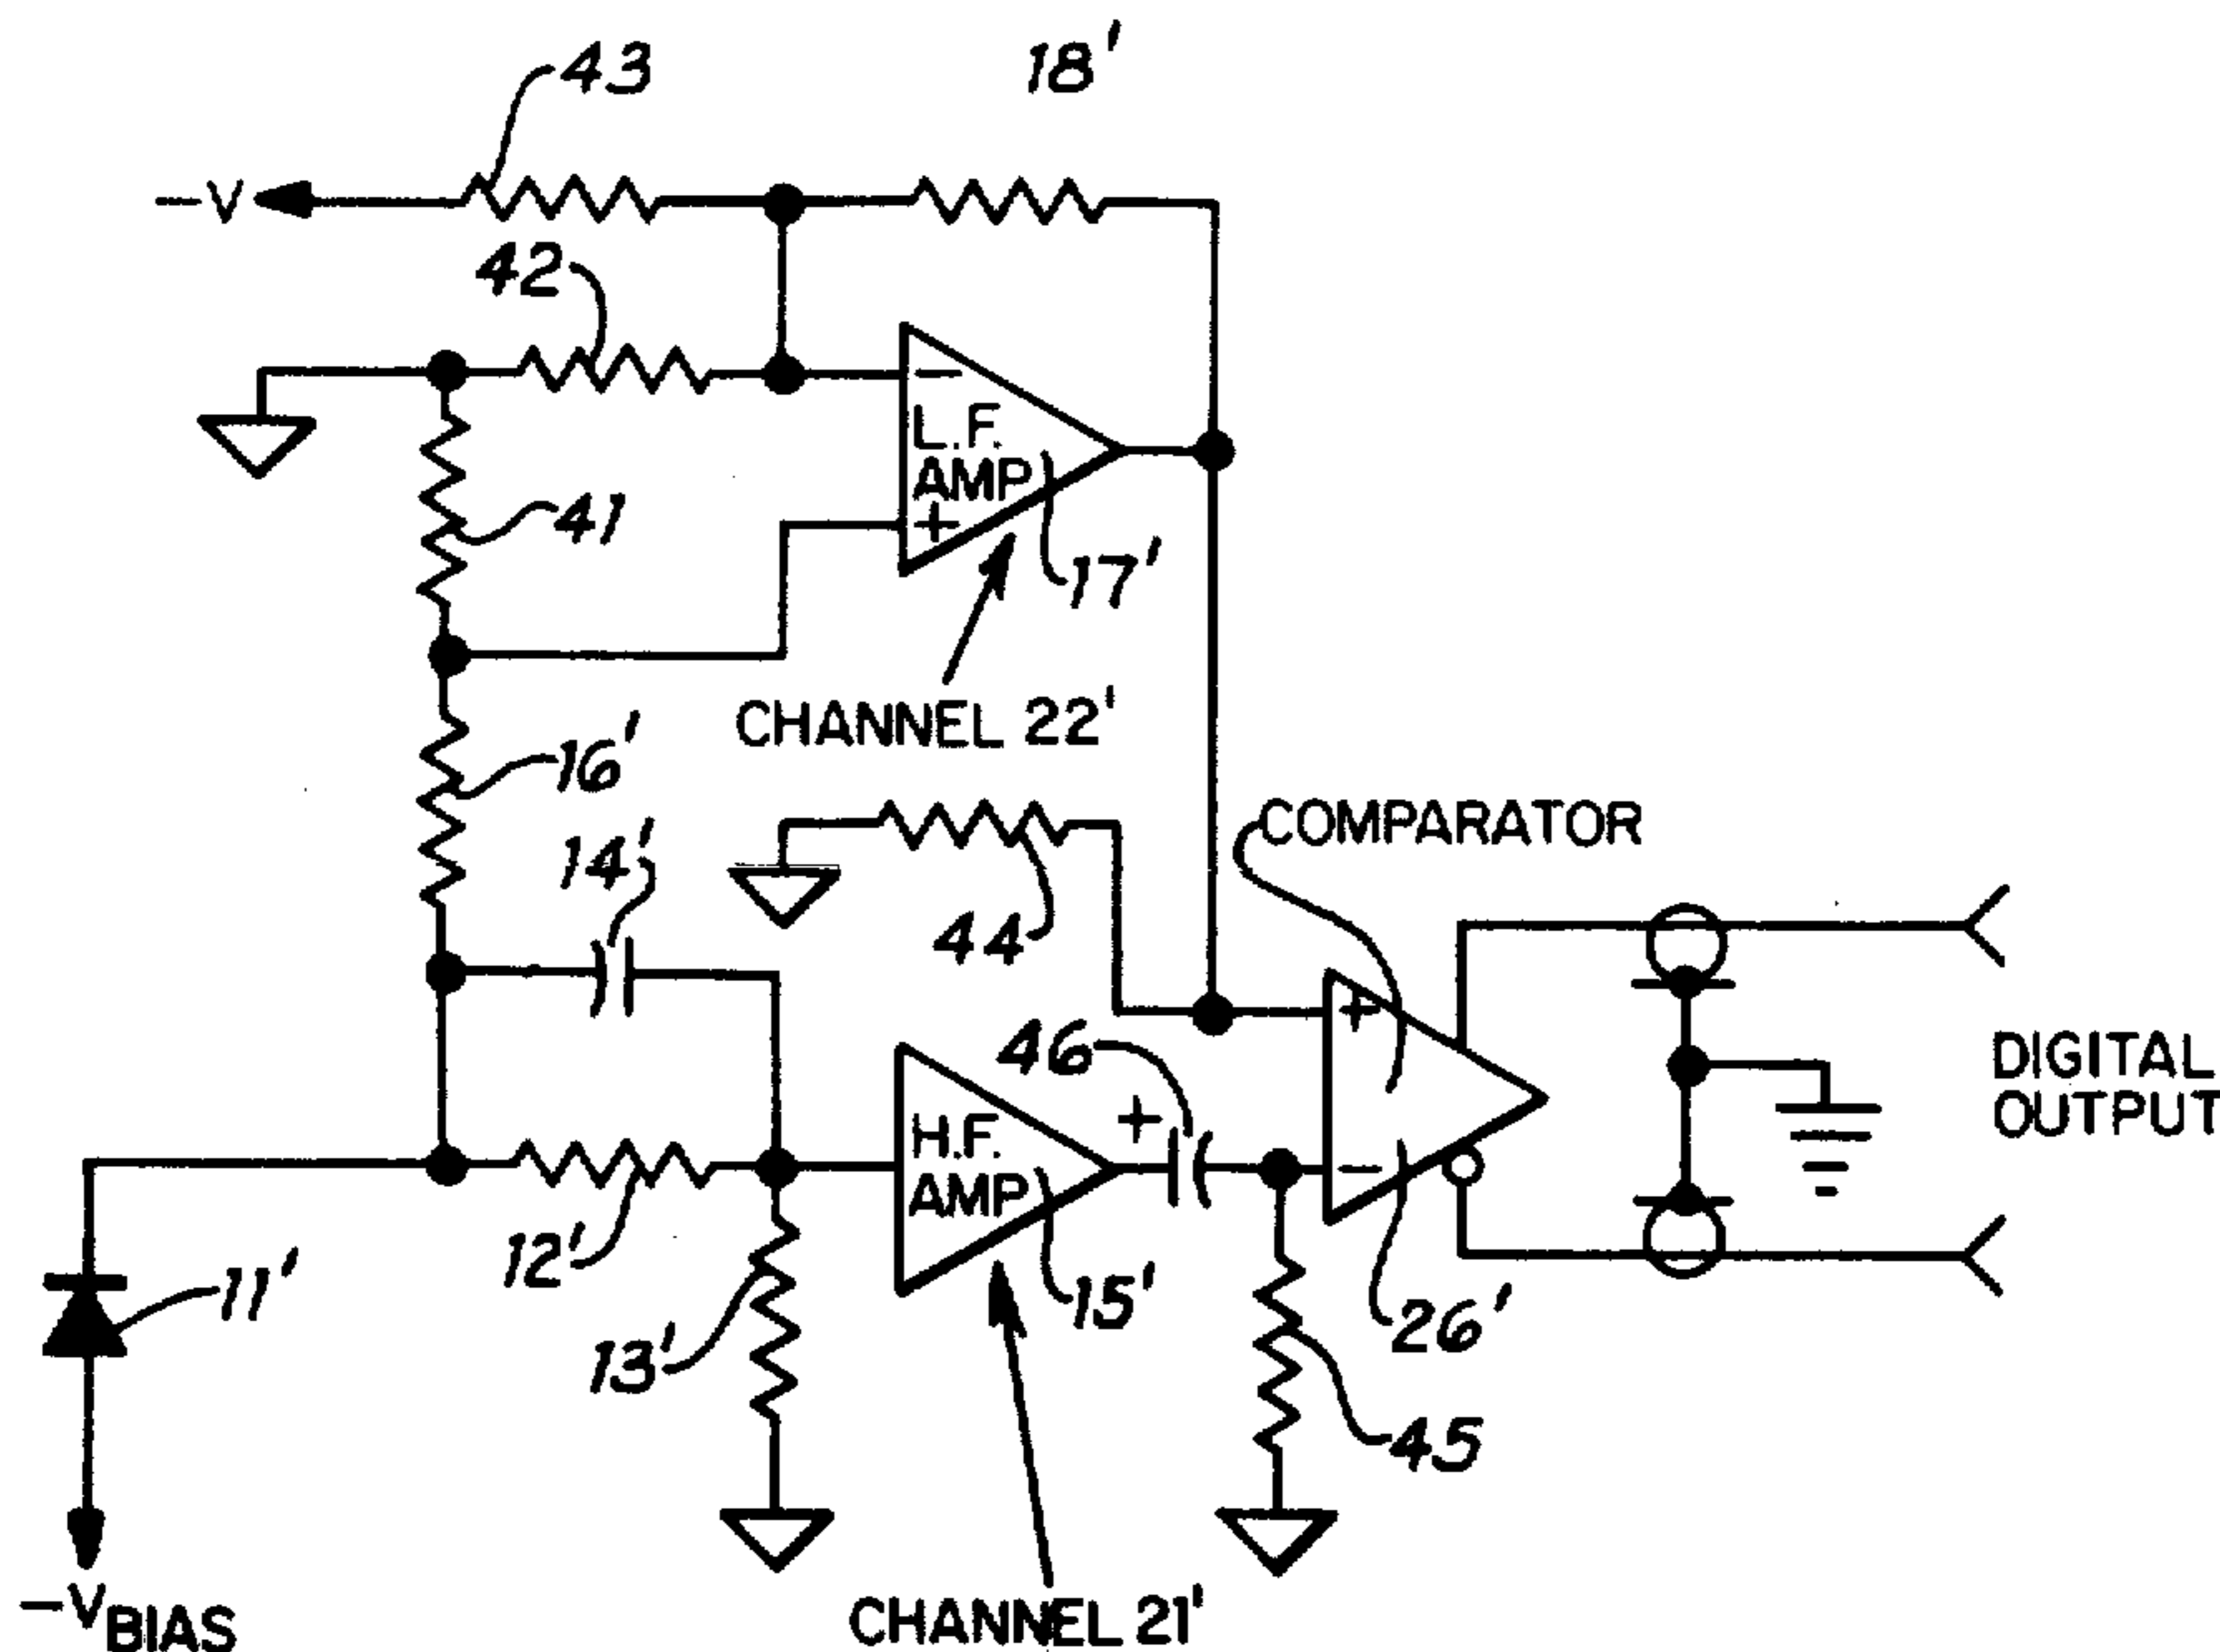 43
18'
-V
42
L.F.
AMP
-
+
41
17'
CHANNEL 22'
16'
COMPARATOR
14'
44
+
46
DIGITAL
OUTPUT
+
H.F.
AMP
-
12'
11'
15'
13'
26'
45
-VBIAS
CHANNEL 21'